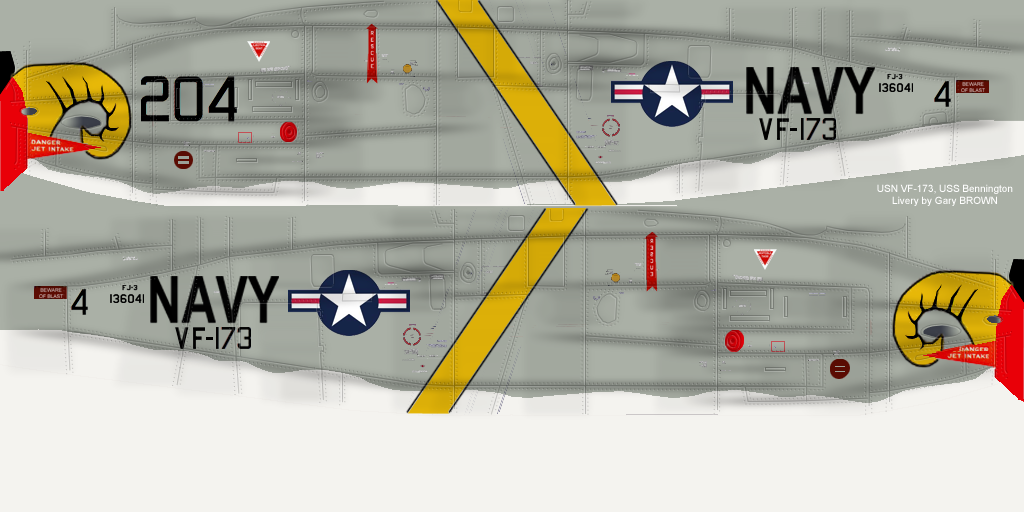 204
RESCUE
DANGER
JET INTAKE
NAVY
VF-173
FJ-3
136041
4
BEWARE
OF BLAST
USN VF-173, USS Bennington
Livery by Gary BROWN
BEWARE
OF BLAST
4
FJ-3
136041
NAVY
VF-173
RESCUE
DANGER
JET INTAKE